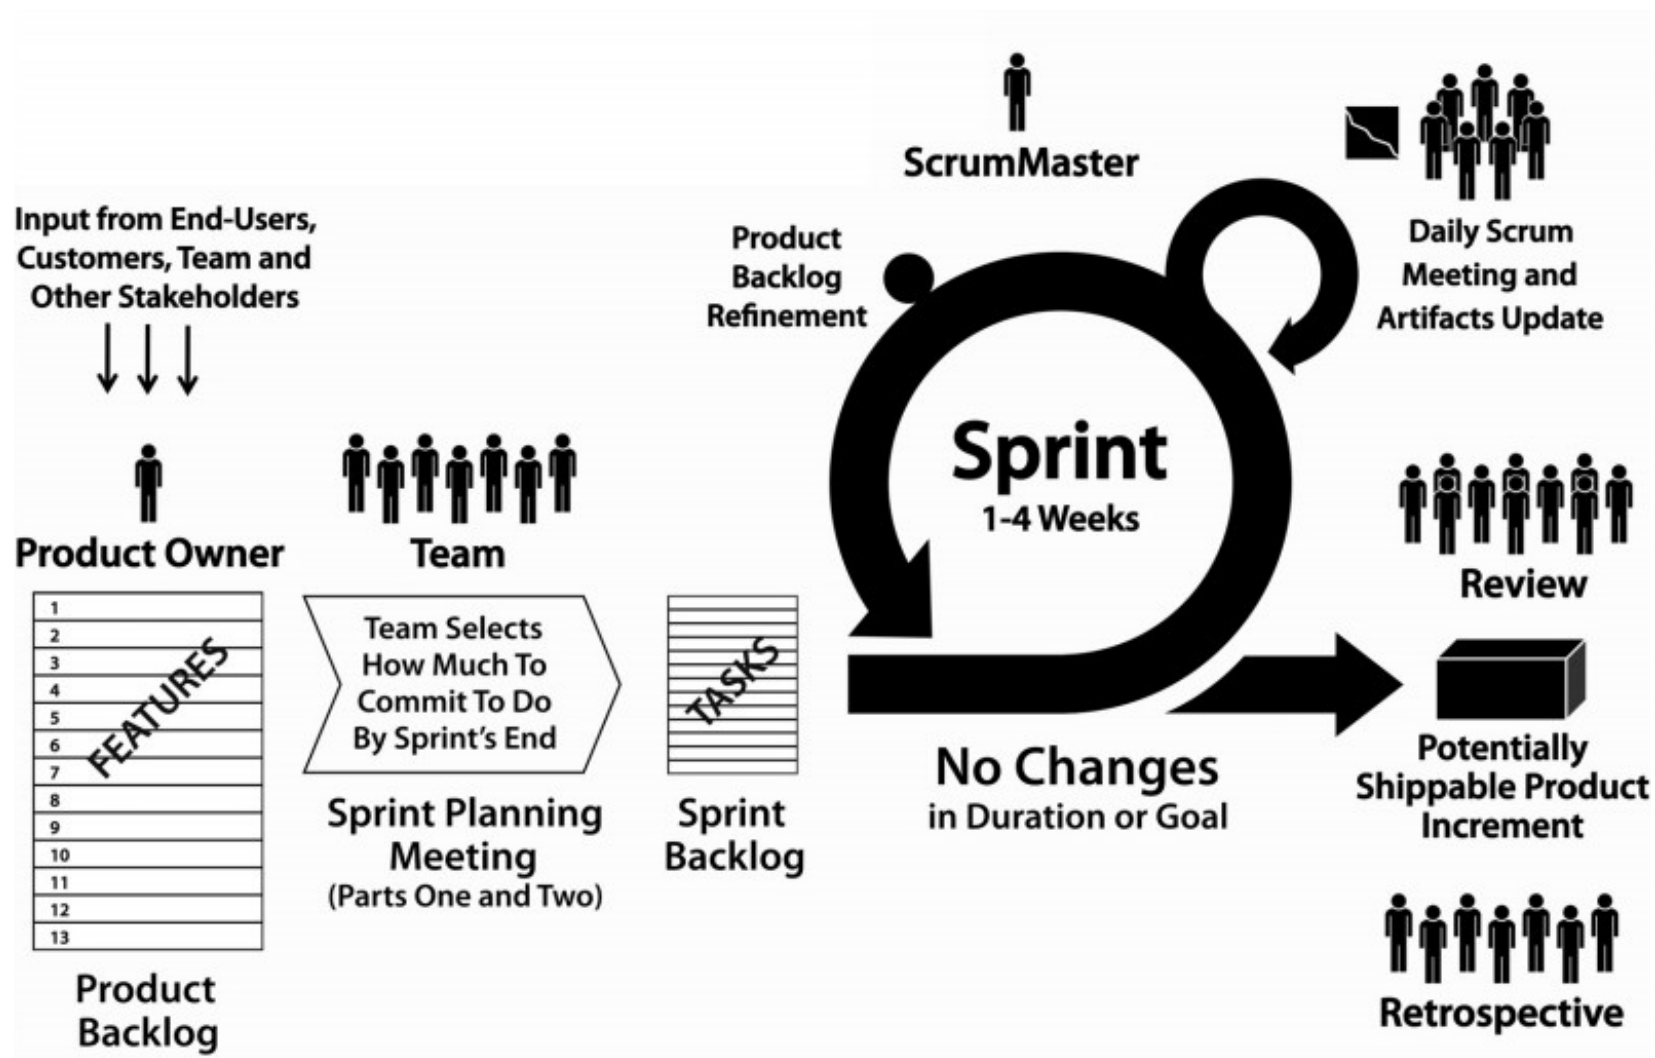 Input from End-Users,
Customers, Team and
Other Stakeholders
Product Owner
1
2
3
4
5
6
7
8
9
10
11
12
13
FEATURES
Product
Backlog
Team
Team Selects
How Much To
Commit To Do
By Sprint's End
Sprint Planning
Meeting
(Parts One and Two)
TASKS
Sprint
Backlog
Product
Backlog
Refinement
ScrumMaster
Sprint
1-4 Weeks
No Changes
in Duration or Goal
Daily Scrum
Meeting and
Artifacts Update
Review
Potentially
Shippable Product
Increment
Retrospective